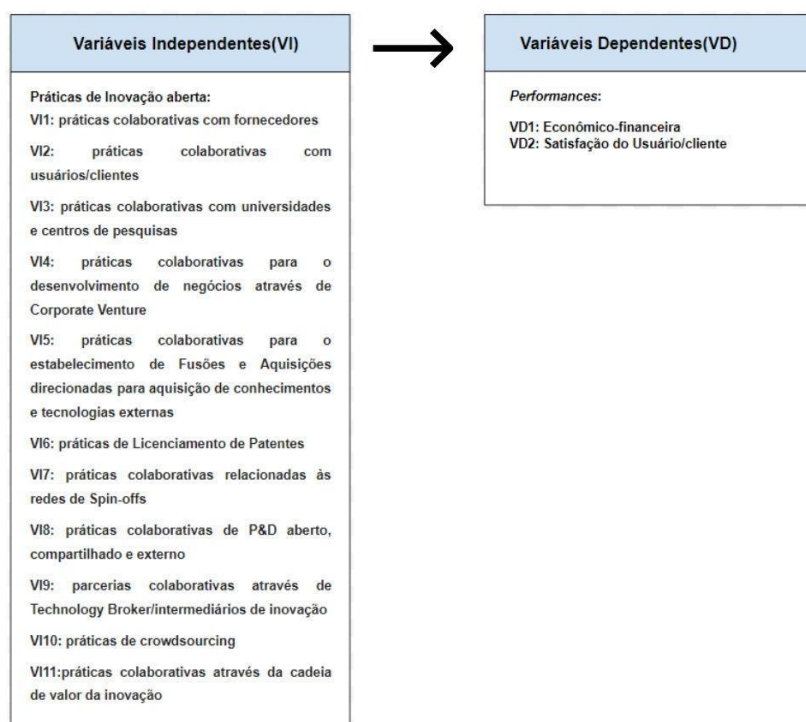 Variáveis Independentes(VI)
Práticas de Inovação aberta:
VI1: práticas colaborativas com fornecedores
VI2: práticas colaborativas com
usuários/clientes
VI3: práticas colaborativas com universidades
e centros de pesquisas
VI4: práticas colaborativas para o
desenvolvimento de negócios através de
Corporate Venture
VI5: práticas colaborativas para o
estabelecimento de Fusões e Aquisições
direcionadas para aquisição de conhecimentos
e tecnologias externas
VI6: práticas de Licenciamento de Patentes
VI7: práticas colaborativas relacionadas às
redes de Spin-offs
VI8: práticas colaborativas de P&D aberto,
compartilhado e externo
VI9: parcerias colaborativas através de
Technology Broker/intermediários de inovação
VI10: práticas de crowdsourcing
VI11:práticas colaborativas através da cadeia
de valor da inovação
Variáveis Dependentes(VD)
Performances:
VD1: Econômico-financeira
VD2: Satisfação do Usuário/cliente